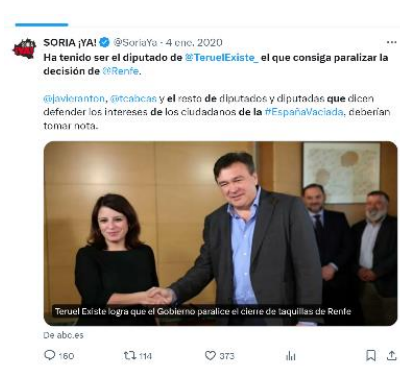 SORIA ¡YA! @SoriaYa · 4 ene. 2020 ···
Ha tenido ser el diputado de @TeruelExiste_ el que consiga paralizar la
decisión de @Renfe.
@javieranton, @tcabcas y el resto de diputados y diputadas que dicen
defender los intereses de los ciudadanos de la #EspañaVaciada, deberían
tomar nota.
Teruel Existe logra que el Gobierno paralice el cierre de taquillas de Renfe
De abc.es
160 114 373